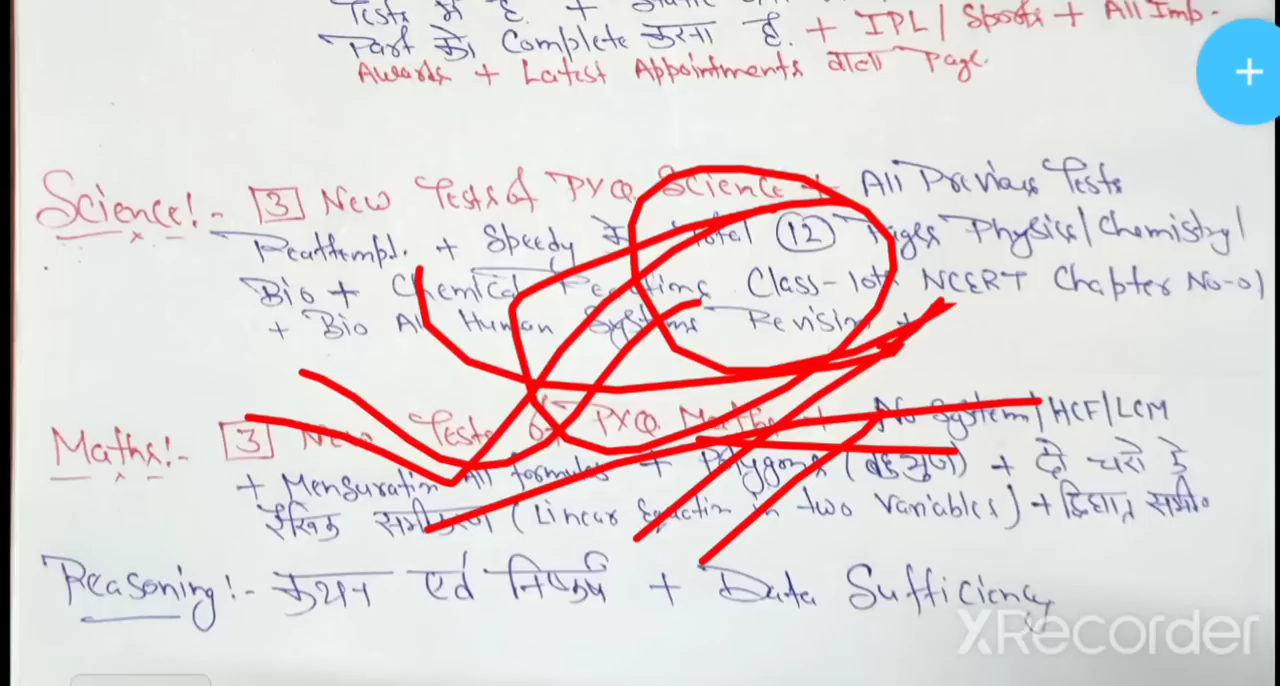 Tests में है. +
Part को Complete करना है. + IPL/Sports + All Imp.
Awards + Latest Appointments वाला Page.
Science:- 3 New Tests of PYQ Science + All Previous Tests
Reattempt. + Speedy में Total 12 Pages Physics/Chemistry/
Bio + Chemical Reactions Class-10th NCERT Chapter No-01
+ Bio All Human Systems Revision +
Maths:- 3 New Tests of PYQ Maths + No System/HCF/LCM
+ Mensuration All formulas + Polygons (बहुभुज) + दो चरों के
रैखिक समीकरण (Linear Equation in two Variables) + द्विघात समी०
Reasoning:- कथन एवं निष्कर्ष + Data Sufficiency
XRecorder